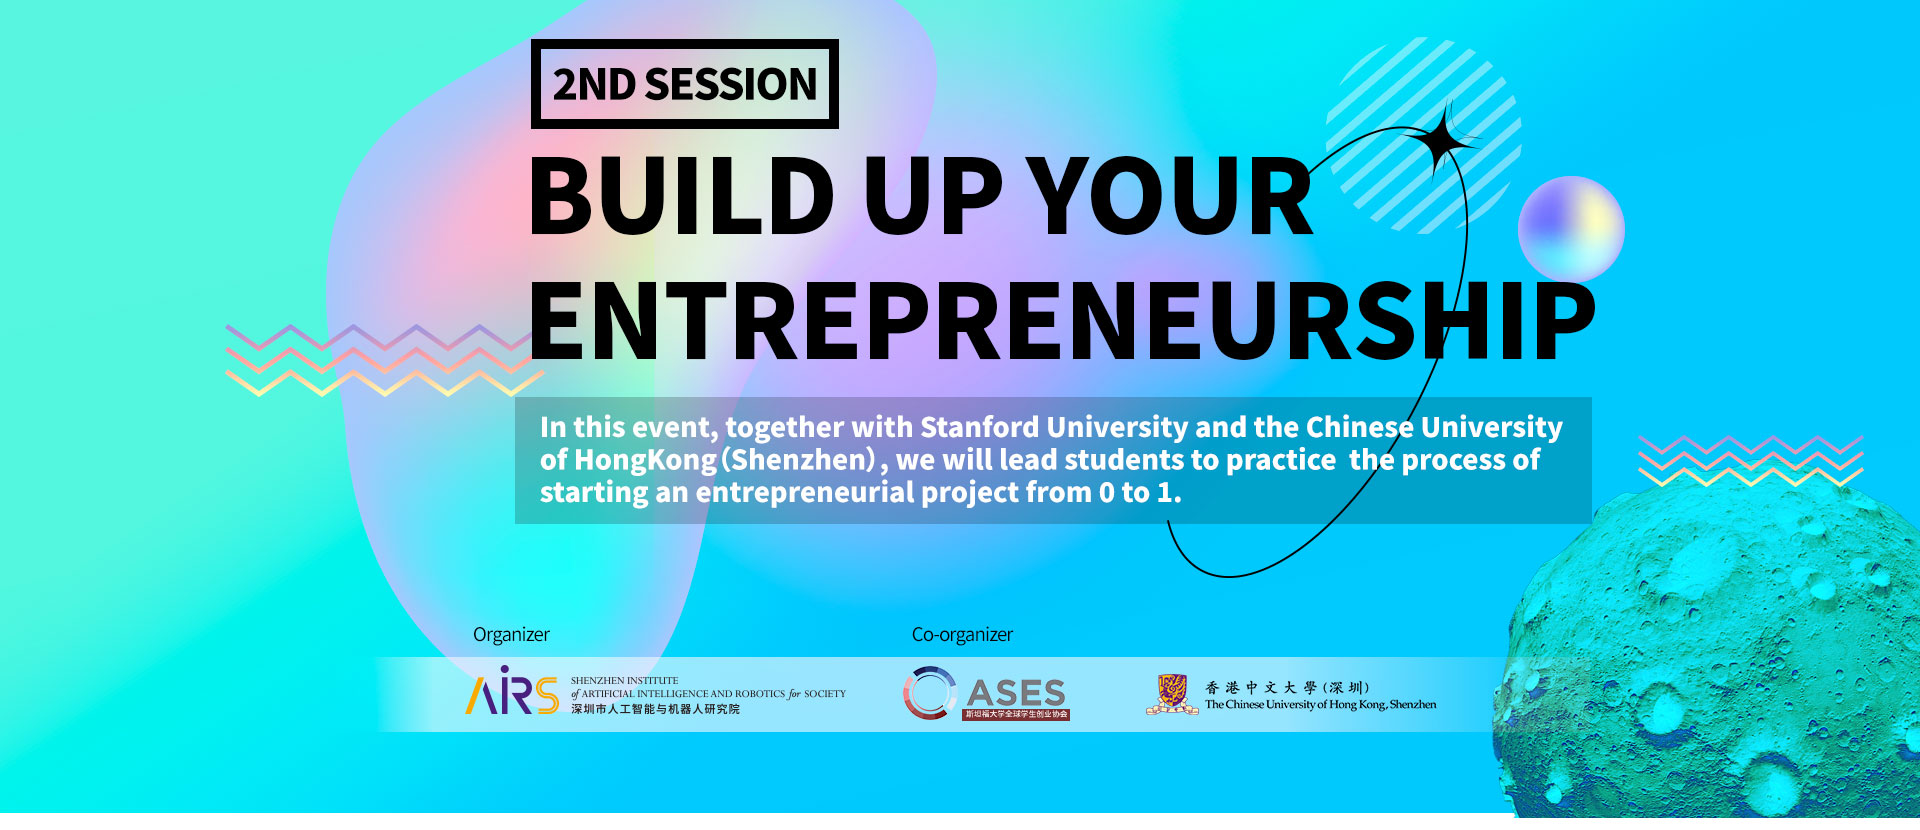 2ND SESSION
BUILD UP YOUR
ENTREPRENEURSHIP
In this event, together with Stanford University and the Chinese University
of HongKong（Shenzhen）, we will lead students to practice  the process of
starting an entrepreneurial project from 0 to 1.
Organizer
Co-organizer
AIRS
SHENZHEN INSTITUTE
of ARTIFICIAL INTELLIGENCE AND ROBOTICS for SOCIETY
深圳市人工智能与机器人研究院
ASES
斯坦福大学全球学生创业协会
香港中文大學(深圳)
The Chinese University of Hong Kong, Shenzhen